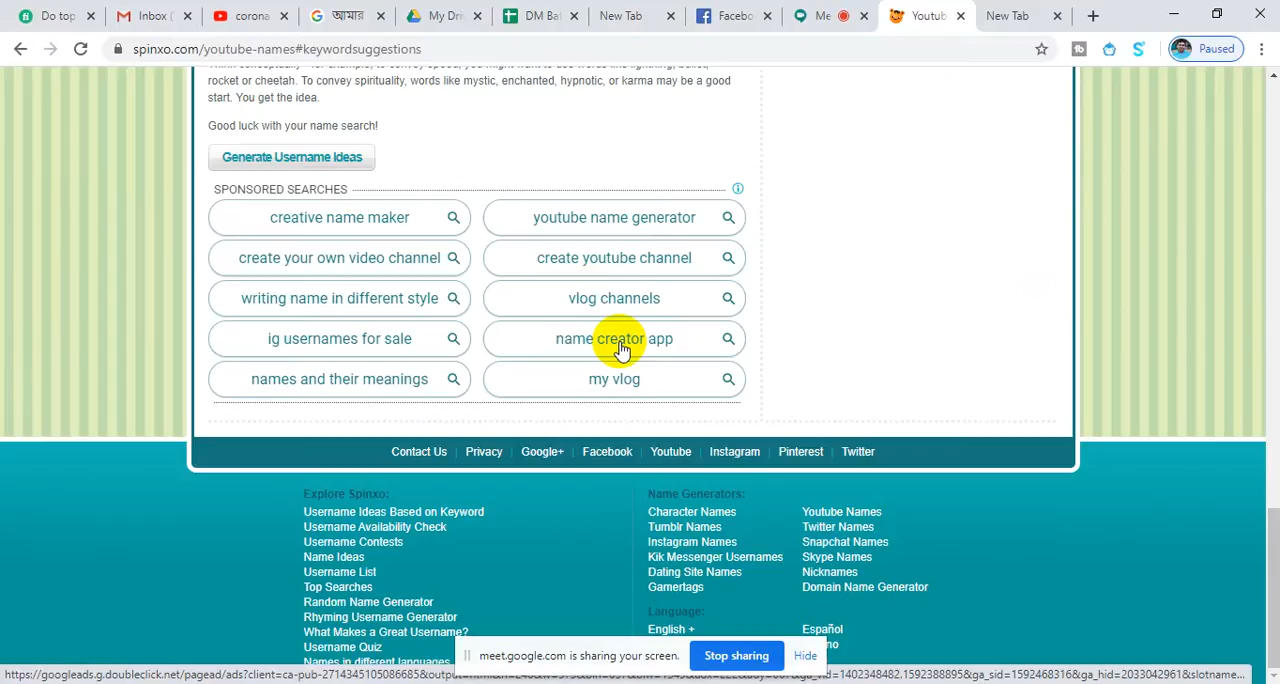 Do top
Inbox (
corona
আমার
My Dri
DM Ba
New Tab
Facebo
Me
Youtub
New Tab
spinxo.com/youtube-names#keywordsuggestions
Paused
rocket or cheetah. To convey spirituality, words like mystic, enchanted, hypnotic, or karma may be a good
start. You get the idea.
Good luck with your name search!
Generate Username Ideas
SPONSORED SEARCHES
creative name maker
youtube name generator
create your own video channel
create youtube channel
writing name in different style
vlog channels
ig usernames for sale
name creator app
names and their meanings
my vlog
Contact Us | Privacy | Google+ | Facebook | Youtube | Instagram | Pinterest | Twitter
Explore Spinxo:
Username Ideas Based on Keyword
Username Availability Check
Username Contests
Name Ideas
Username List
Top Searches
Random Name Generator
Rhyming Username Generator
What Makes a Great Username?
Username Quiz
Names in different languages
Name Generators:
Character Names
Tumblr Names
Instagram Names
Kik Messenger Usernames
Dating Site Names
Gamertags
Youtube Names
Twitter Names
Snapchat Names
Skype Names
Nicknames
Domain Name Generator
Language:
English +
Español
meet.google.com is sharing your screen.
Stop sharing
Hide